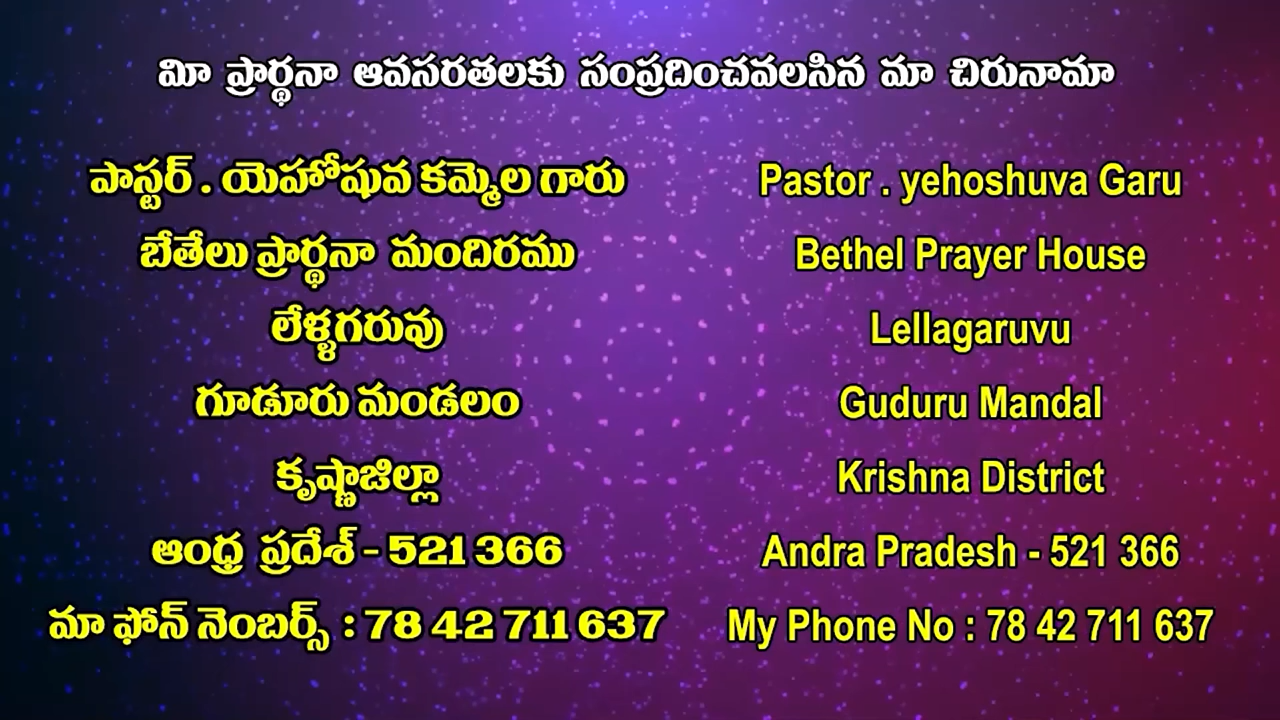 మీ ప్రార్థనా ఆవసరతలకు సంప్రదించవలసిన మా చిరునామా
పాస్టర్ . యెహోషువ కమ్మెల గారు
బేతేలు ప్రార్థనా మందిరము
లేళ్ళగరువు
గూడూరు మండలం
కృష్ణాజిల్లా
ఆంధ్ర ప్రదేశ్ - 521 366
మా ఫోన్ నెంబర్స్ : 78 42 711 637
Pastor . yehoshuva Garu
Bethel Prayer House
Lellagaruvu
Guduru Mandal
Krishna District
Andra Pradesh - 521 366
My Phone No : 78 42 711 637